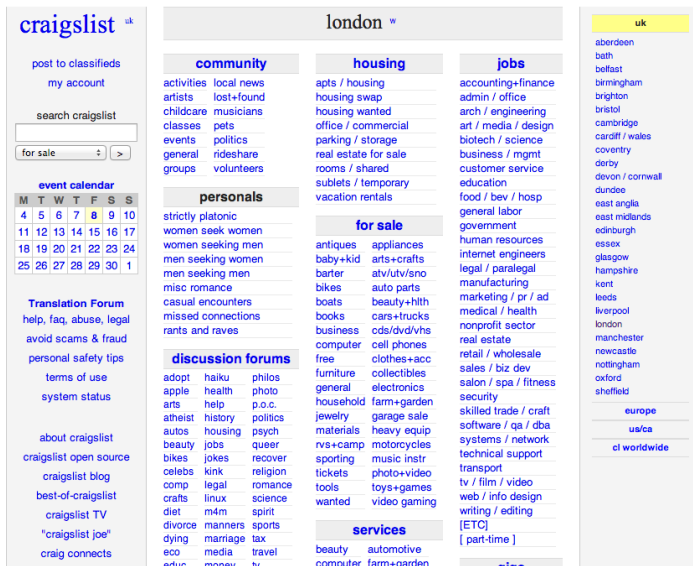 craigslist uk
post to classifieds
my account
search craigslist
for sale >
event calendar
M T W T F S S
4 5 6 7 8 9 10
11 12 13 14 15 16 17
18 19 20 21 22 23 24
25 26 27 28 29 30 1
Translation Forum
help, faq, abuse, legal
avoid scams & fraud
personal safety tips
terms of use
system status
about craigslist
craigslist open source
craigslist blog
best-of-craigslist
craigslist TV
"craigslist joe"
craig connects
london w
community
activities local news
artists lost+found
childcare musicians
classes pets
events politics
general rideshare
groups volunteers
personals
strictly platonic
women seek women
women seeking men
men seeking women
men seeking men
misc romance
casual encounters
missed connections
rants and raves
discussion forums
adopt haiku philos
apple health photo
arts help p.o.c.
atheist history politics
autos housing psych
beauty jobs queer
bikes jokes recover
celebs kink religion
comp legal romance
crafts linux science
diet m4m spirit
divorce manners sports
dying marriage tax
eco media travel
educ money tv
housing
apts / housing
housing swap
housing wanted
office / commercial
parking / storage
real estate for sale
rooms / shared
sublets / temporary
vacation rentals
for sale
antiques appliances
baby+kid arts+crafts
barter atv/utv/sno
bikes auto parts
boats beauty+hlth
books cars+trucks
business cds/dvd/vhs
computer cell phones
free clothes+acc
furniture collectibles
general electronics
household farm+garden
jewelry garage sale
materials heavy equip
rvs+camp motorcycles
sporting music instr
tickets photo+video
tools toys+games
wanted video gaming
services
beauty automotive
computer farm+garden
jobs
accounting+finance
admin / office
arch / engineering
art / media / design
biotech / science
business / mgmt
customer service
education
food / bev / hosp
general labor
government
human resources
internet engineers
legal / paralegal
manufacturing
marketing / pr / ad
medical / health
nonprofit sector
real estate
retail / wholesale
sales / biz dev
salon / spa / fitness
security
skilled trade / craft
software / qa / dba
systems / network
technical support
transport
tv / film / video
web / info design
writing / editing
[ETC]
[ part-time ]
gigs
uk
aberdeen
bath
belfast
birmingham
brighton
bristol
cambridge
cardiff / wales
coventry
derby
devon / cornwall
dundee
east anglia
east midlands
edinburgh
essex
glasgow
hampshire
kent
leeds
liverpool
london
manchester
newcastle
nottingham
oxford
sheffield
europe
us/ca
cl worldwide